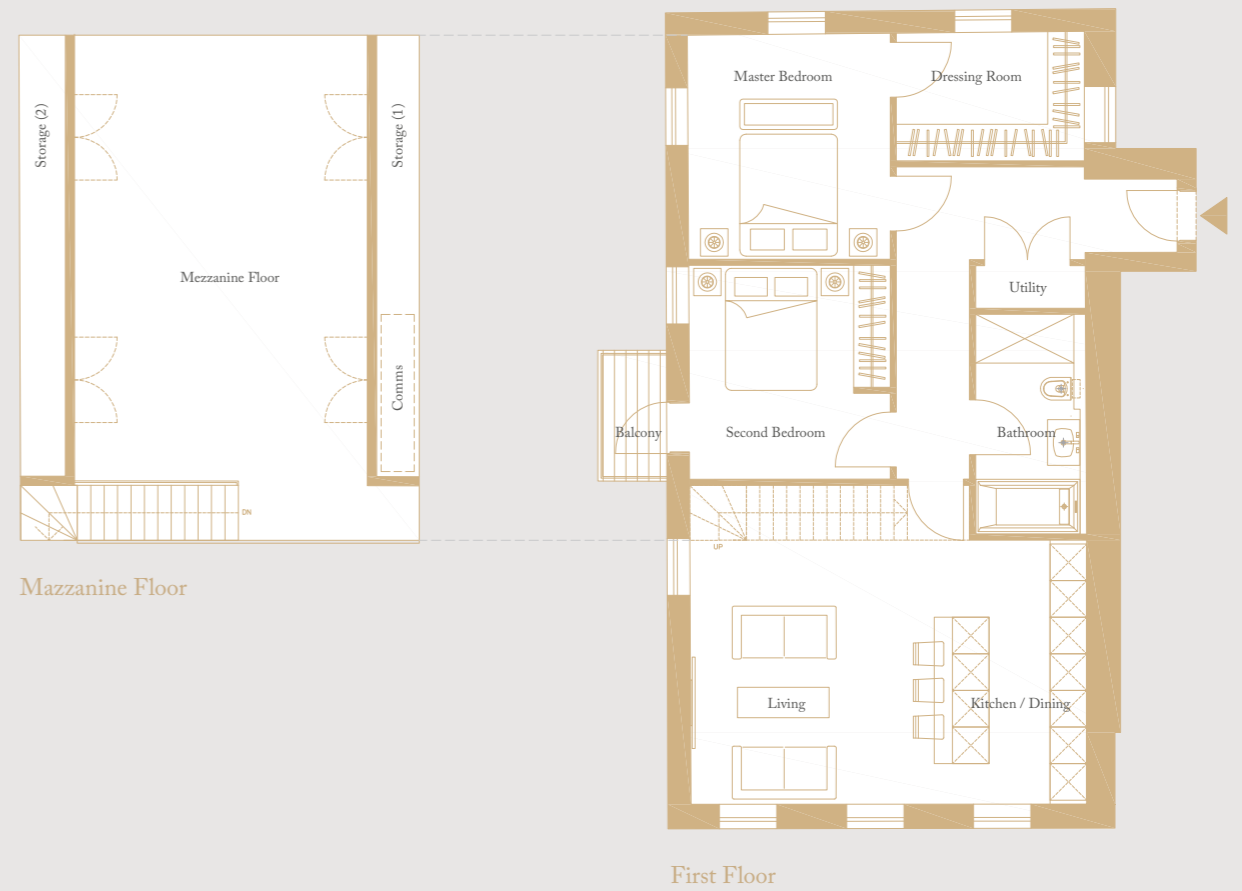 Storage (2)
Storage (1)
Mezzanine Floor
Comms
DN
Mazzanine Floor
Master Bedroom
Dressing Room
Utility
Balcony
Second Bedroom
Bathroom
UP
Living
Kitchen / Dining
First Floor